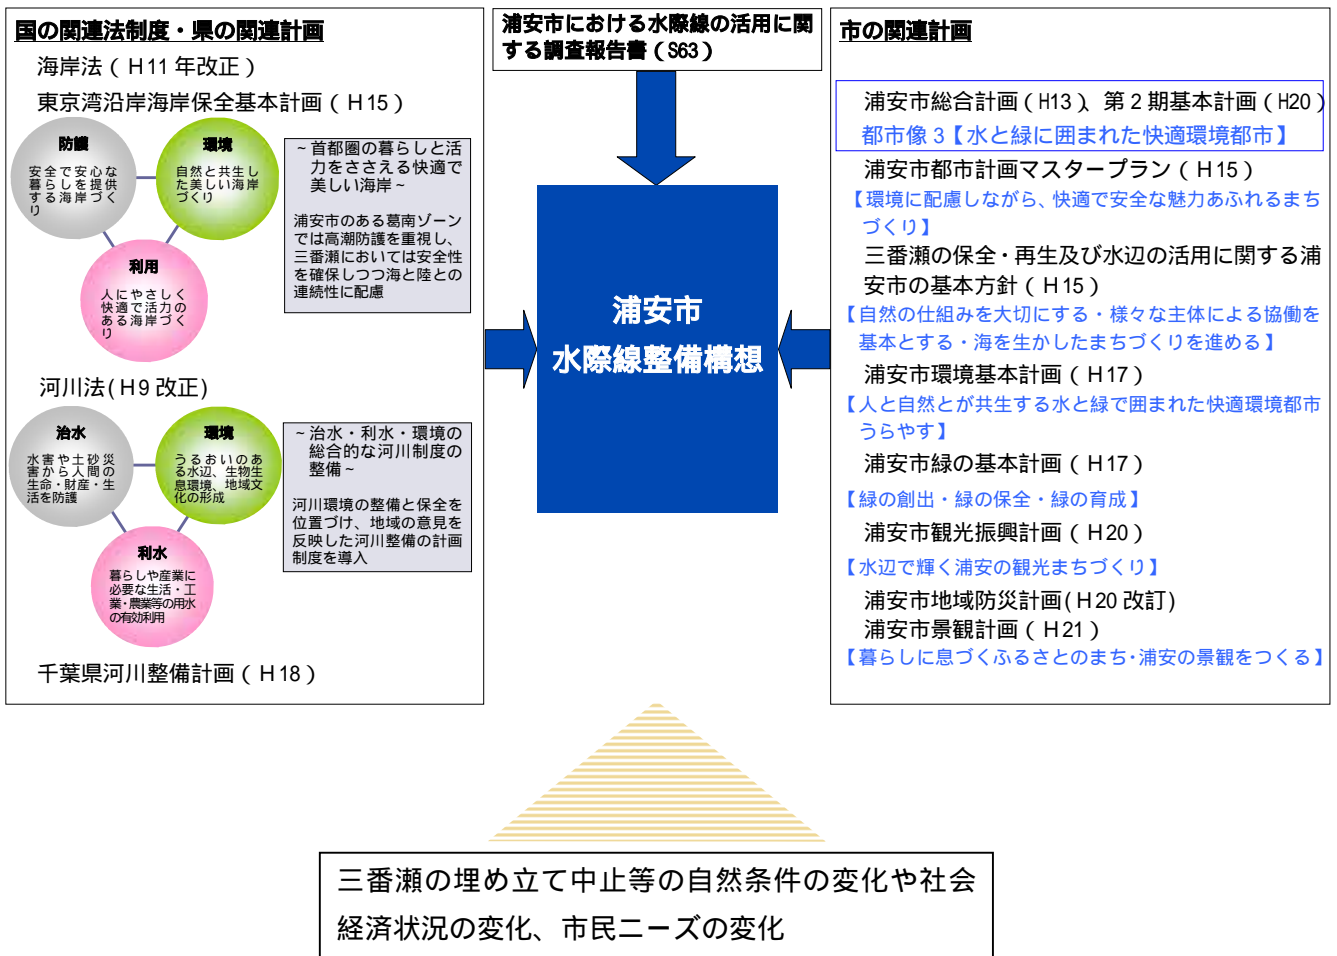 国の関連法制度・県の関連計画
海岸法（H11年改正）
東京湾沿岸海岸保全基本計画（H15）
防護
安全で安心な
暮らしを提供
する海岸づく
り
環境
自然と共生し
た美しい海岸
づくり
利用
人にやさしく
快適で活力の
ある海岸づく
り
～首都圏の暮らしと活
力をささえる快適で
美しい海岸～
浦安市のある葛南ゾーン
では高潮防護を重視し、
三番瀬においては安全性
を確保しつつ海と陸との
連続性に配慮
河川法(H9改正)
治水
水害や土砂災
害から人間の
生命・財産・生
活を防護
環境
うるおいのあ
る水辺、生物生
息環境、地域文
化の形成
利水
暮らしや産業に
必要な生活・工
業・農業等の用水
の有効利用
～治水・利水・環境の
総合的な河川制度の
整備～
河川環境の整備と保全を
位置づけ、地域の意見を
反映した河川整備の計画
制度を導入
千葉県河川整備計画（H18）
浦安市における水際線の活用に関
する調査報告書（S63）
浦安市
水際線整備構想
市の関連計画
浦安市総合計画（H13）、第２期基本計画（H20）
都市像３【水と緑に囲まれた快適環境都市】
浦安市都市計画マスタープラン（H15）
【環境に配慮しながら、快適で安全な魅力あふれるまち
づくり】
三番瀬の保全・再生及び水辺の活用に関する浦
安市の基本方針（H15）
【自然の仕組みを大切にする・様々な主体による協働を
基本とする・海を生かしたまちづくりを進める】
浦安市環境基本計画（H17）
【人と自然とが共生する水と緑で囲まれた快適環境都市
うらやす】
浦安市緑の基本計画（H17）
【緑の創出・緑の保全・緑の育成】
浦安市観光振興計画（H20）
【水辺で輝く浦安の観光まちづくり】
浦安市地域防災計画(H20改訂)
浦安市景観計画（H21）
【暮らしに息づくふるさとのまち・浦安の景観をつくる】
三番瀬の埋め立て中止等の自然条件の変化や社会
経済状況の変化、市民ニーズの変化